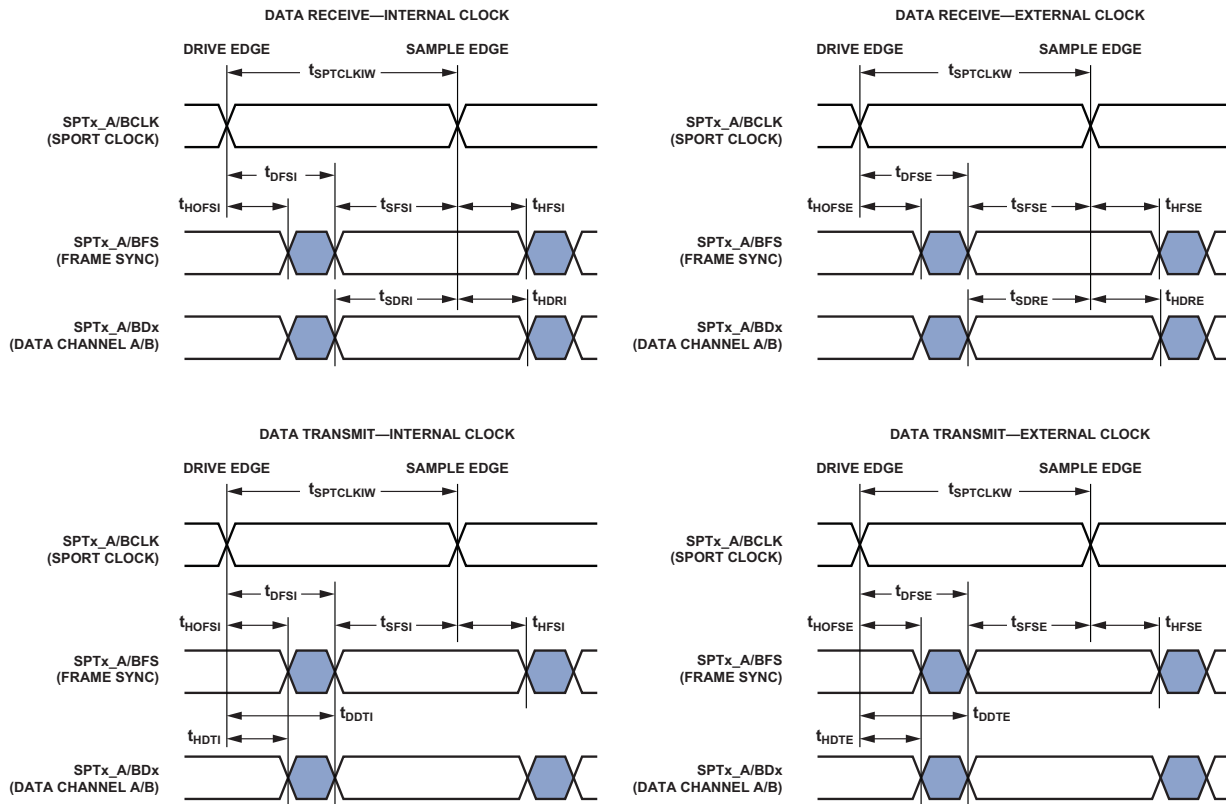 DATA RECEIVE—INTERNAL CLOCK
DRIVE EDGE SAMPLE EDGE
tSPTCLKIW
SPTx_A/BCLK
(SPORT CLOCK)
tDFSI
tHOFSI tSFSI tHFSI
SPTx_A/BFS
(FRAME SYNC)
tSDRI tHDRI
SPTx_A/BDx
(DATA CHANNEL A/B)
DATA RECEIVE—EXTERNAL CLOCK
DRIVE EDGE SAMPLE EDGE
tSPTCLKW
SPTx_A/BCLK
(SPORT CLOCK)
tDFSE
tHOFSE tSFSE tHFSE
SPTx_A/BFS
(FRAME SYNC)
tSDRE tHDRE
SPTx_A/BDx
(DATA CHANNEL A/B)
DATA TRANSMIT—INTERNAL CLOCK
DRIVE EDGE SAMPLE EDGE
tSPTCLKIW
SPTx_A/BCLK
(SPORT CLOCK)
tDFSI
tHOFSI tSFSI tHFSI
SPTx_A/BFS
(FRAME SYNC)
tDDTI
tHDTI
SPTx_A/BDx
(DATA CHANNEL A/B)
DATA TRANSMIT—EXTERNAL CLOCK
DRIVE EDGE SAMPLE EDGE
tSPTCLKW
SPTx_A/BCLK
(SPORT CLOCK)
tDFSE
tHOFSE tSFSE tHFSE
SPTx_A/BFS
(FRAME SYNC)
tDDTE
tHDTE
SPTx_A/BDx
(DATA CHANNEL A/B)